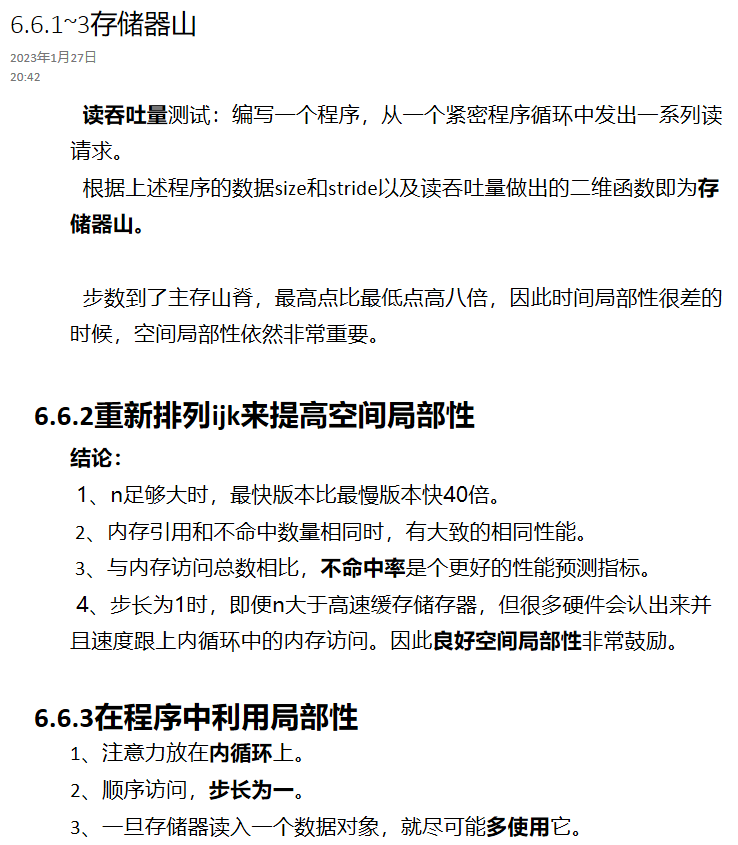 6.6.1~3存储器山
2023年1月27日
20:42
读吞吐量测试：编写一个程序，从一个紧密程序循环中发出一系列读
请求。
根据上述程序的数据size和stride以及读吞吐量做出的二维函数即为存
储器山。
步数到了主存山脊，最高点比最低点高八倍，因此时间局部性很差的
时候，空间局部性依然非常重要。
6.6.2重新排列ijk来提高空间局部性
结论：
1、n足够大时，最快版本比最慢版本快40倍。
2、内存引用和不命中数量相同时，有大致的相同性能。
3、与内存访问总数相比，不命中率是个更好的性能预测指标。
4、步长为1时，即便n大于高速缓存储存器，但很多硬件会认出来并
且速度跟上内循环中的内存访问。因此良好空间局部性非常鼓励。
6.6.3在程序中利用局部性
1、注意力放在内循环上。
2、顺序访问，步长为一。
3、一旦存储器读入一个数据对象，就尽可能多使用它。